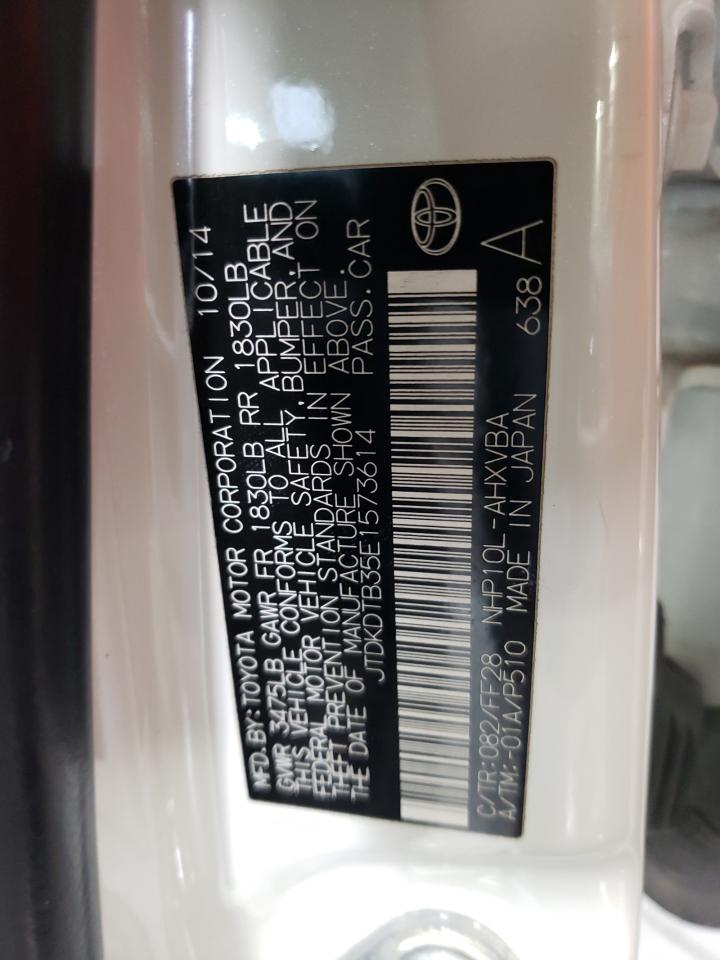 MFD.BY:TOYOTA MOTOR CORPORATION 10/14
GVWR 3475LB GAWR FR 1830LB RR 1830LB
THIS VEHICLE CONFORMS TO ALL APPLICABLE
FEDERAL MOTOR VEHICLE SAFETY, BUMPER, AND
THEFT PREVENTION STANDARDS IN EFFECT ON
THE DATE OF MANUFACTURE SHOWN ABOVE.
JTDKDTB35E1573614 PASS.CAR
C/TR:082/FF28 NHP10L-AHXVBA 638 A
A/TM:-01A/P510 MADE IN JAPAN